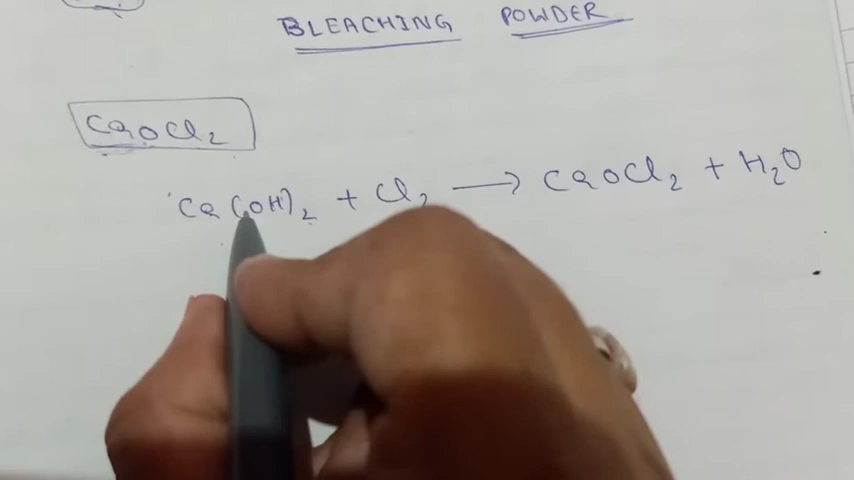 BLEACHING POWDER
CaOCl2
Ca(OH)2 + Cl2 → CaOCl2 + H2O